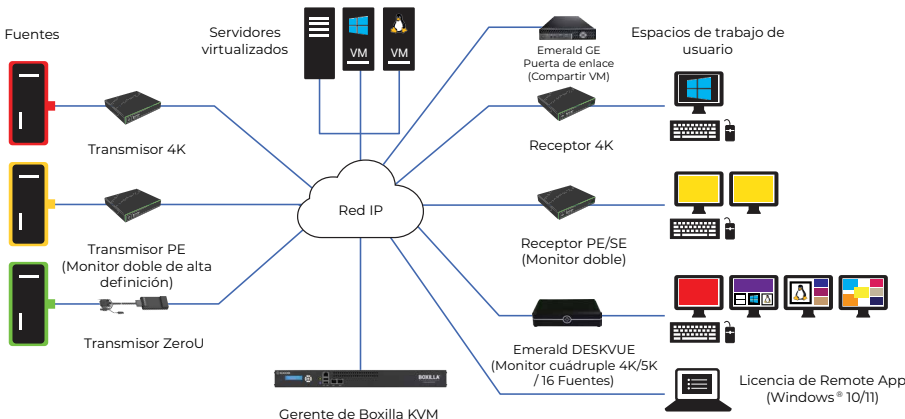 Fuentes
Servidores
virtualizados
VM
VM
Emerald GE
Puerta de enlace
(Compartir VM)
Espacios de trabajo de
usuario
Transmisor 4K
Receptor 4K
Red IP
Transmisor PE
(Monitor doble de alta
definición)
Receptor PE/SE
(Monitor doble)
Transmisor ZeroU
Emerald DESKVUE
(Monitor cuádruple 4K/5K
/ 16 Fuentes)
BOXILLA
Licencia de Remote App
(Windows® 10/11)
Gerente de Boxilla KVM